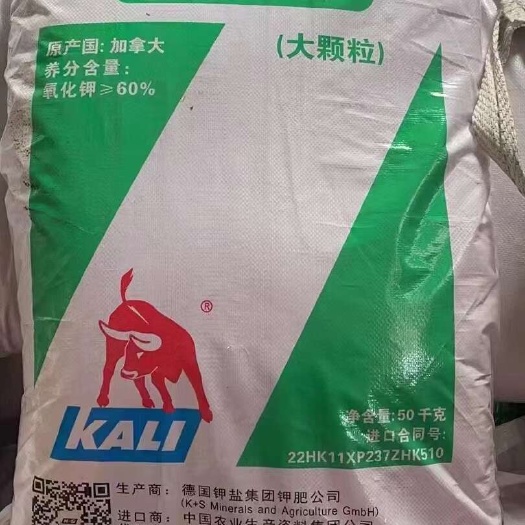 原产国：加拿大
养分含量：
氧化钾≥60%
(大颗粒)
®
KALI
净含量：50千克
进口合同号：
22HK11XP237ZHK510
生产商：德国钾盐集团钾肥公司
(K+S Minerals and Agriculture GmbH)
进口商：中国农业生产资料集团公司